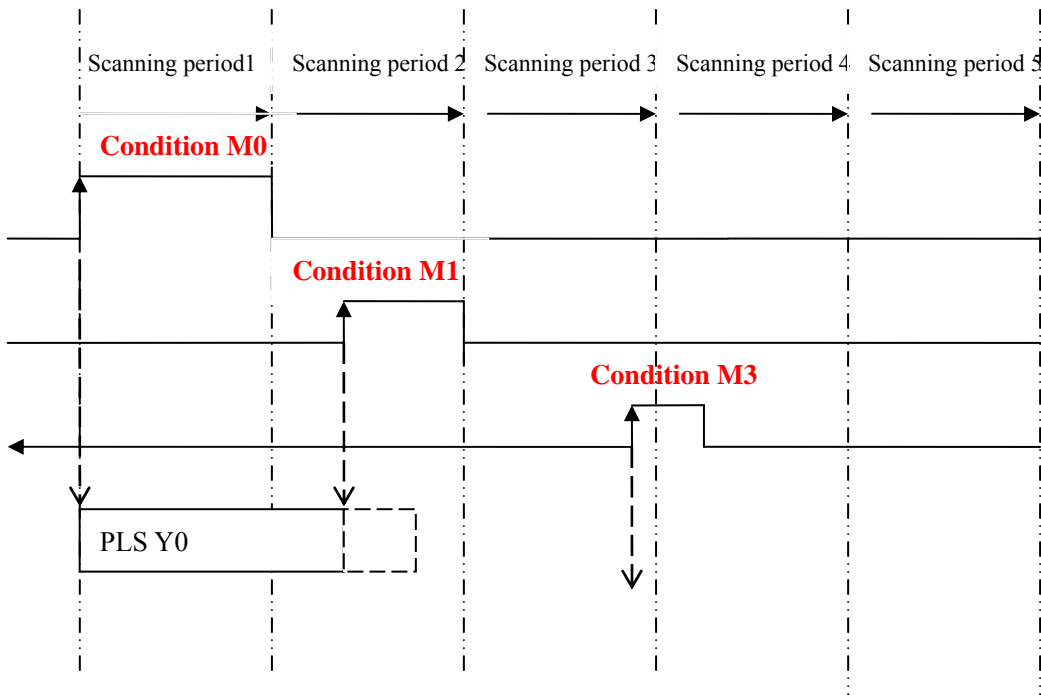 Scanning period1 Scanning period 2 Scanning period 3 Scanning period 4 Scanning period 5
Condition M0
Condition M1
Condition M3
PLS Y0